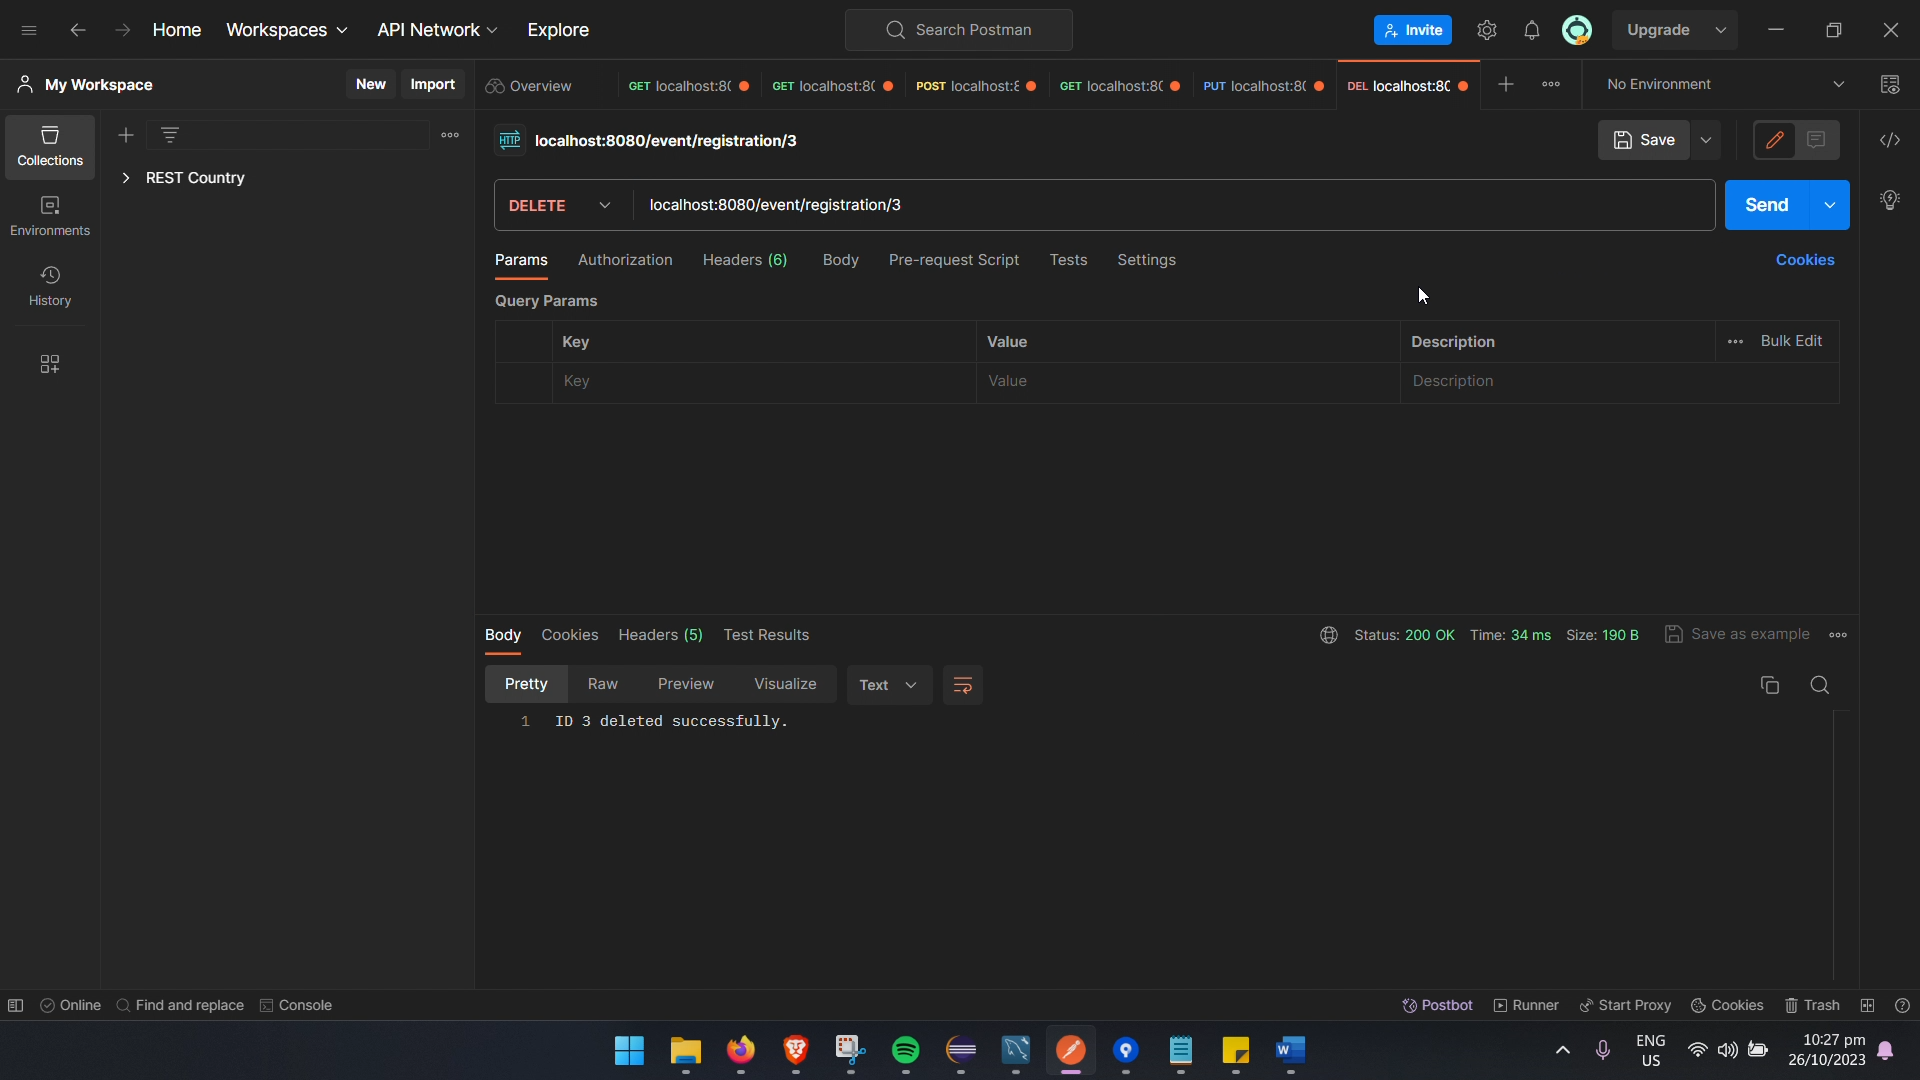 Home Workspaces API Network Explore Search Postman Invite Upgrade
My Workspace New Import Overview GET localhost:80 GET localhost:80 POST localhost:8 GET localhost:80 PUT localhost:80 DEL localhost:80 No Environment
Collections
Environments
History
REST Country
HTTP localhost:8080/event/registration/3 Save
DELETE localhost:8080/event/registration/3 Send
Params Authorization Headers (6) Body Pre-request Script Tests Settings Cookies
Query Params
Key Value Description Bulk Edit
Key Value Description
Body Cookies Headers (5) Test Results Status: 200 OK Time: 34 ms Size: 190 B Save as example
Pretty Raw Preview Visualize Text
1 ID 3 deleted successfully.
Online Find and replace Console Postbot Runner Start Proxy Cookies Trash
W ENG
US
10:27 pm
26/10/2023